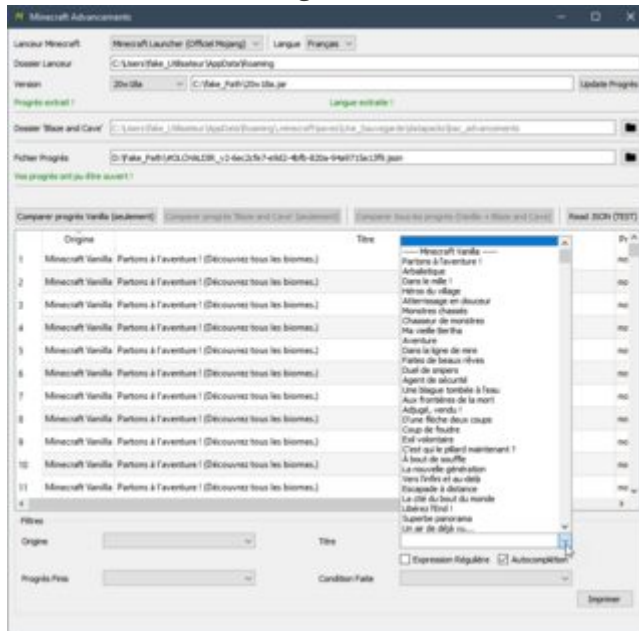 Minecraft Advancements
Lanceur Minecraft Minecraft Launcher (Officiel Mojang) Langue Français
Dossier Lanceur
Version 20w18a C:\fake_Path\20w18a.jar Update Progrès
Progrès extrait ! Langue extraite !
Dossier 'Blaze and Cave'
Fichier Progrès
Vos progrès ont pu être ouvert !
Comparer progrès Vanilla (seulement) Comparer progrès 'Blaze and Cave' (seulement) Comparer tous les progrès (Vanilla + Blaze and Cave) Read JSON (TEST)
Origine Titre
1 Minecraft Vanilla Partons à l'aventure ! (Découvrez tous les biomes.)
2 Minecraft Vanilla Partons à l'aventure ! (Découvrez tous les biomes.)
3 Minecraft Vanilla Partons à l'aventure ! (Découvrez tous les biomes.)
4 Minecraft Vanilla Partons à l'aventure ! (Découvrez tous les biomes.)
5 Minecraft Vanilla Partons à l'aventure ! (Découvrez tous les biomes.)
6 Minecraft Vanilla Partons à l'aventure ! (Découvrez tous les biomes.)
7 Minecraft Vanilla Partons à l'aventure ! (Découvrez tous les biomes.)
8 Minecraft Vanilla Partons à l'aventure ! (Découvrez tous les biomes.)
9 Minecraft Vanilla Partons à l'aventure ! (Découvrez tous les biomes.)
10 Minecraft Vanilla Partons à l'aventure ! (Découvrez tous les biomes.)
11 Minecraft Vanilla Partons à l'aventure ! (Découvrez tous les biomes.)
----- Minecraft Vanilla -----
Partons à l'aventure !
Arbalétrique
Dans le mille !
Héros du village
Atterrissage en douceur
Monstres chassés
Chasseur de monstres
Ma vieille Bertha
Aventure
Dans la ligne de mire
Faites de beaux rêves
Duel de snipers
Agent de sécurité
Une blague tombée à l'eau
Aux frontières de la mort
Adjugé, vendu !
D'une flèche deux coups
Coup de foudre
Exil volontaire
C'est qui le pillard maintenant ?
À bout de souffle
La nouvelle génération
Vers l'infini et au-delà
Escapade à distance
La cité du bout du monde
Libérez l'End !
Superbe panorama
Un air de déjà vu...
Filtres
Origine Titre
Expression Régulière Autocomplétion
Progrès Finis Condition Faite
Imprimer